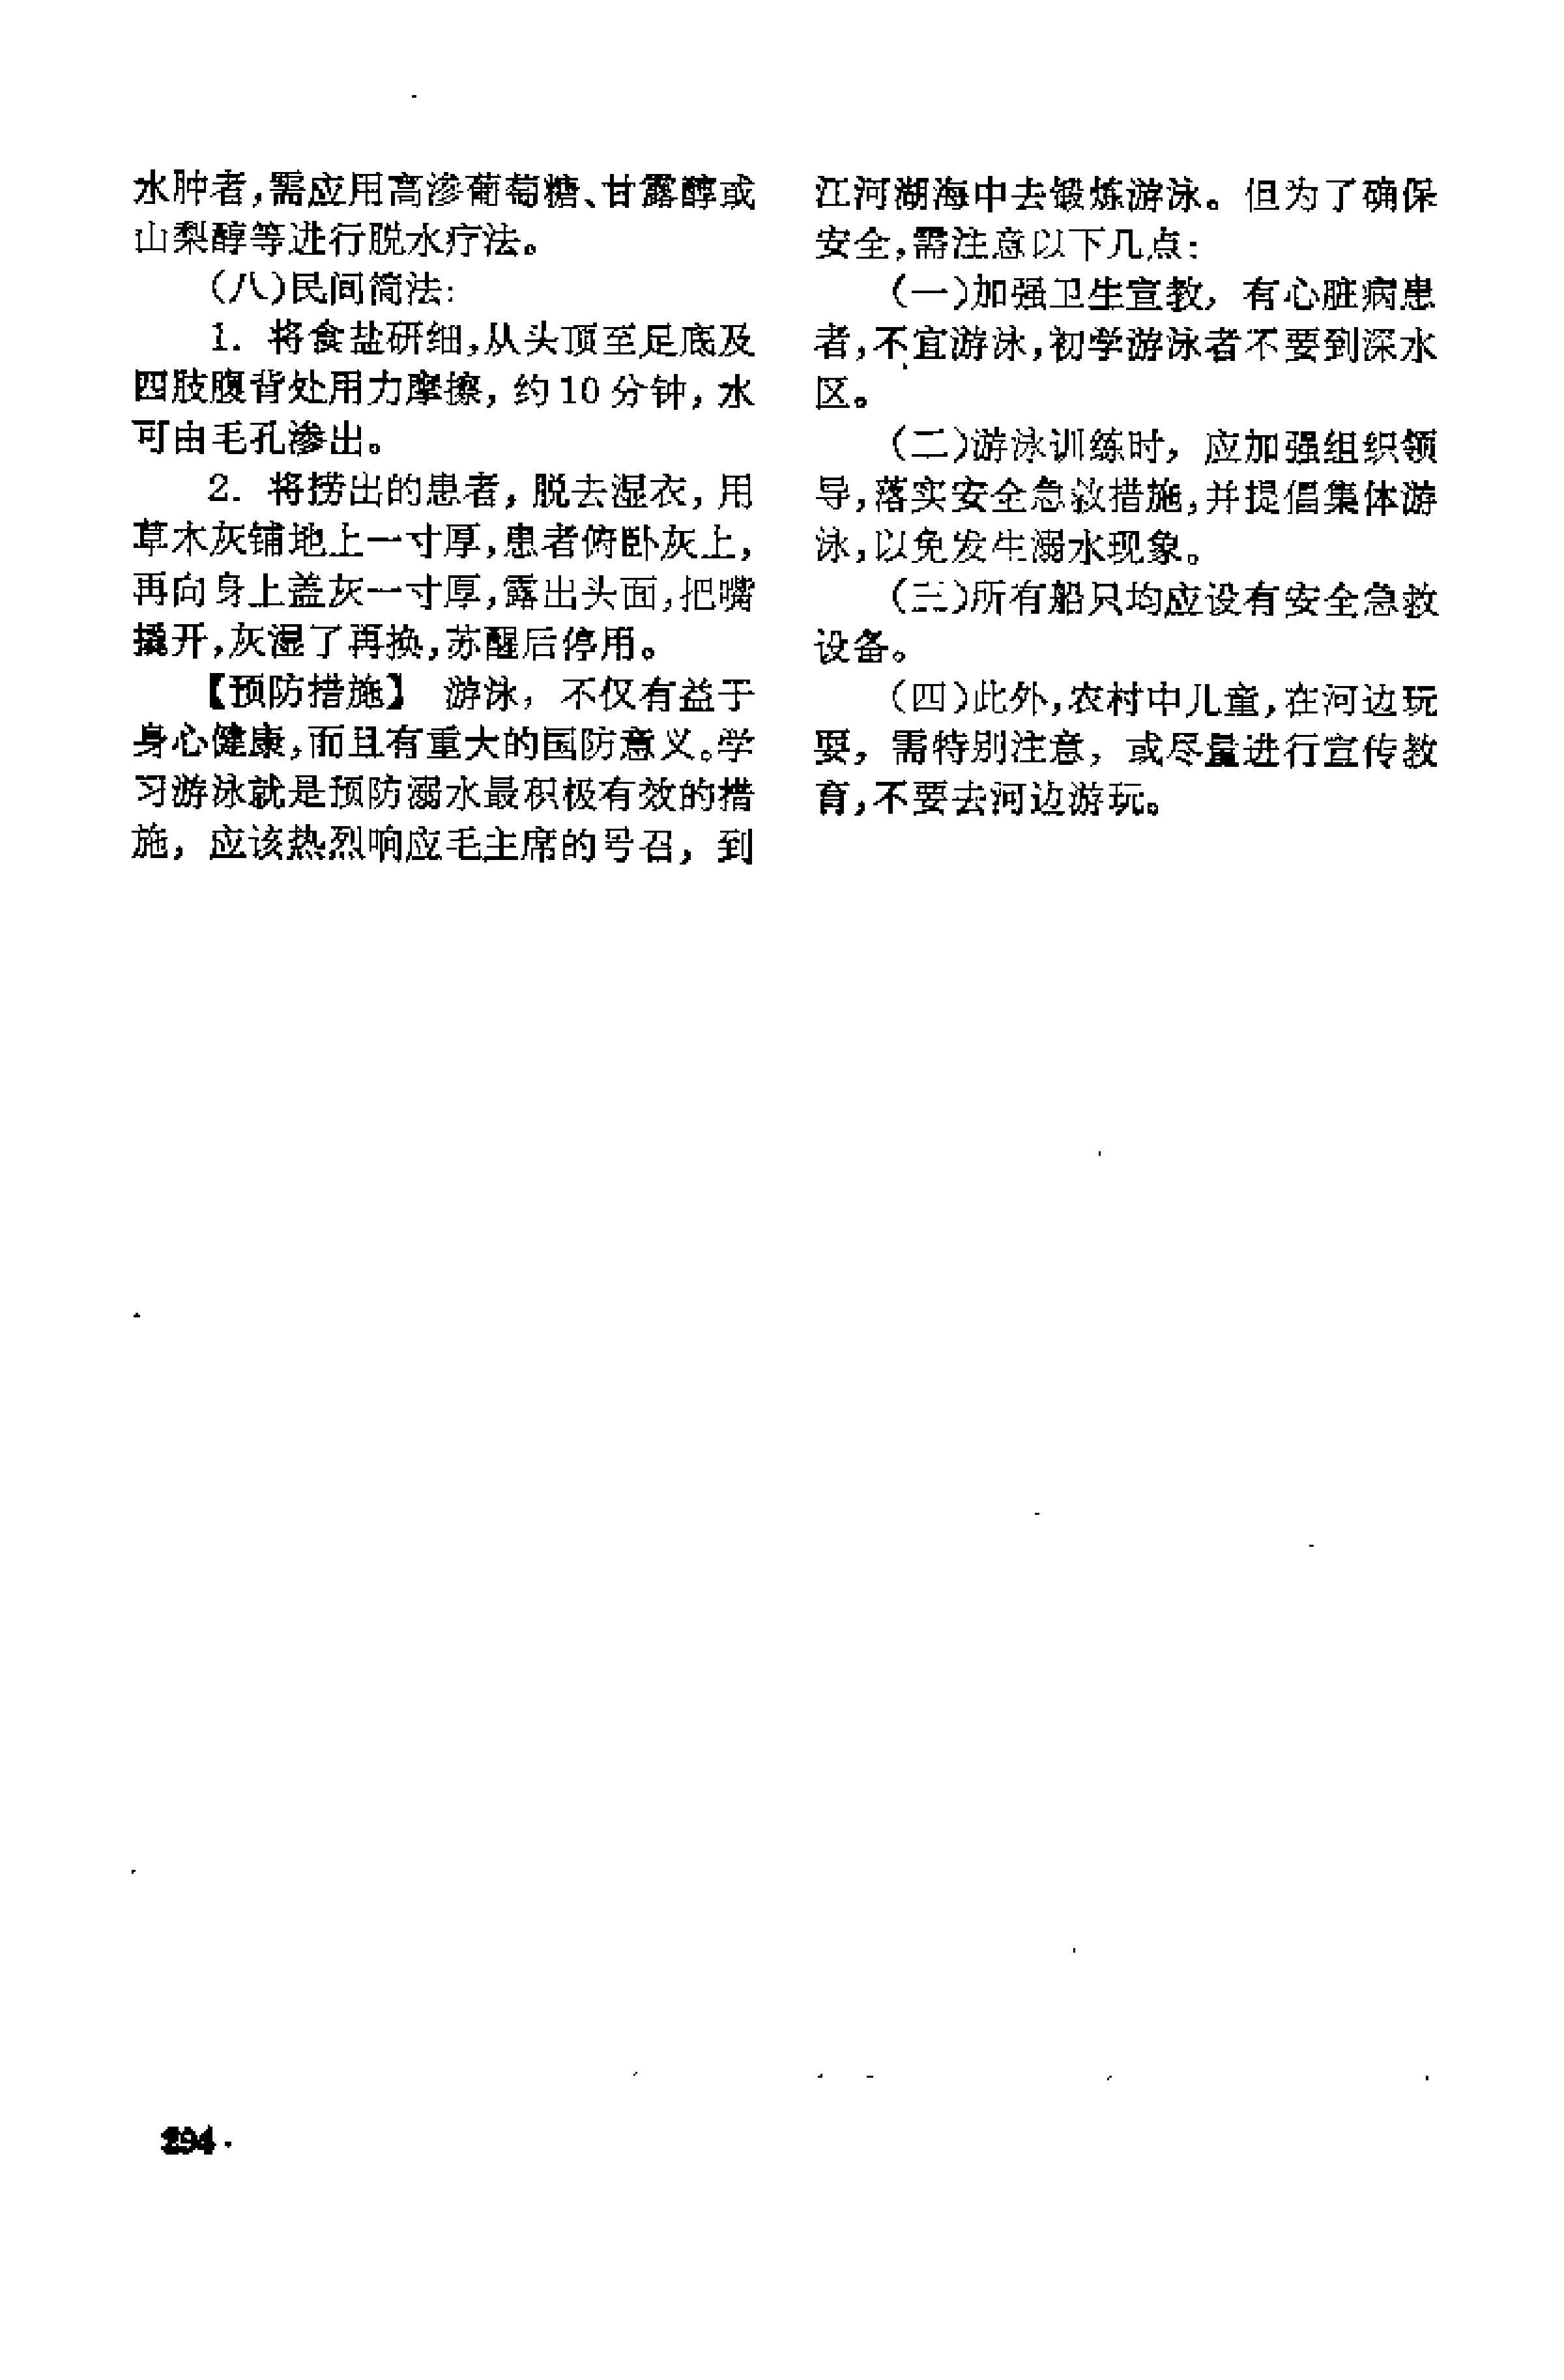 水肿者,需应用高渗葡萄糖、甘露醇或
山梨醇等进行脱水疗法。
(八)民间简法:
1. 将食盐研细,从头顶至足底及
四肢腹背处用力摩擦,约10分钟,水
可由毛孔渗出。
2. 将捞出的患者,脱去湿衣,用
草木灰铺地上一寸厚,患者俯卧灰上,
再向身上盖灰一寸厚,露出头面,把嘴
撬开,灰湿了再换,苏醒后停用。
【预防措施】 游泳,不仅有益于
身心健康,而且有重大的国防意义。学
习游泳就是预防溺水最积极有效的措
施,应该热烈响应毛主席的号召,到
江河湖海中去锻炼游泳。但为了确保
安全,需注意以下几点:
(一)加强卫生宣教,有心脏病患
者,不宜游泳,初学游泳者不要到深水
区。
(二)游泳训练时,应加强组织领
导,落实安全急救措施,并提倡集体游
泳,以免发生溺水现象。
(三)所有船只均应设有安全急救
设备。
(四)此外,农村中儿童,在河边玩
耍,需特别注意,或尽量进行宣传教
育,不要去河边游玩。
294·